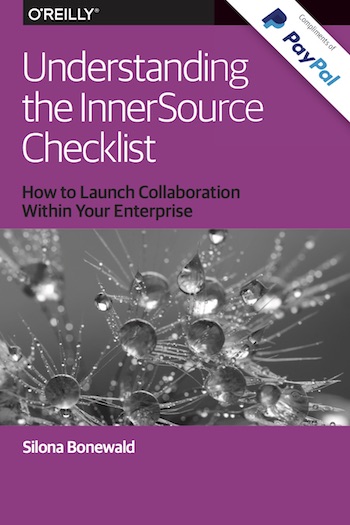 O'REILLY®
Compliments of
PayPal
Understanding
the InnerSource
Checklist
How to Launch Collaboration
Within Your Enterprise
Silona Bonewald